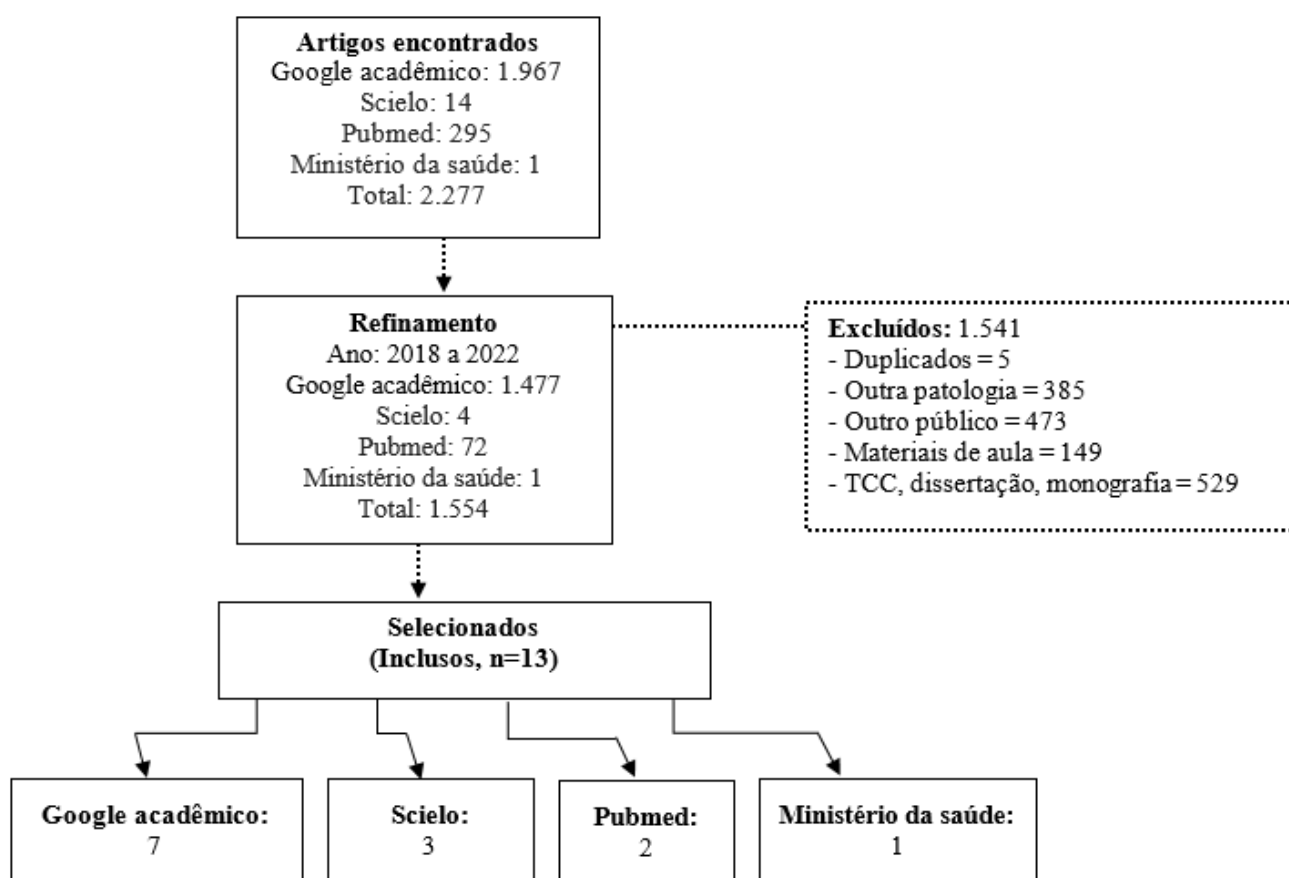 Artigos encontrados
Google acadêmico: 1.967
Scielo: 14
Pubmed: 295
Ministério da saúde: 1
Total: 2.277
Refinamento
Ano: 2018 a 2022
Google acadêmico: 1.477
Scielo: 4
Pubmed: 72
Ministério da saúde: 1
Total: 1.554
Excluídos: 1.541
- Duplicados = 5
- Outra patologia = 385
- Outro público = 473
- Materiais de aula = 149
- TCC, dissertação, monografia = 529
Selecionados
(Inclusos, n=13)
Google acadêmico:
7
Scielo:
3
Pubmed:
2
Ministério da saúde:
1